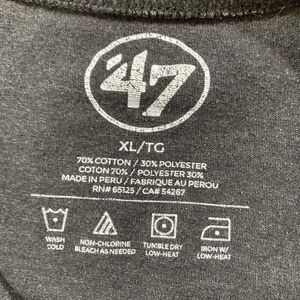 '47
XL/TG
70% COTTON / 30% POLYESTER
COTON 70% / POLYESTER 30%
MADE IN PERU / FABRIQUE AU PEROU
RN# 65125 / CA# 54267
WASH COLD
NON-CHLORINE BLEACH AS NEEDED
TUMBLE DRY LOW-HEAT
IRON W/ LOW-HEAT